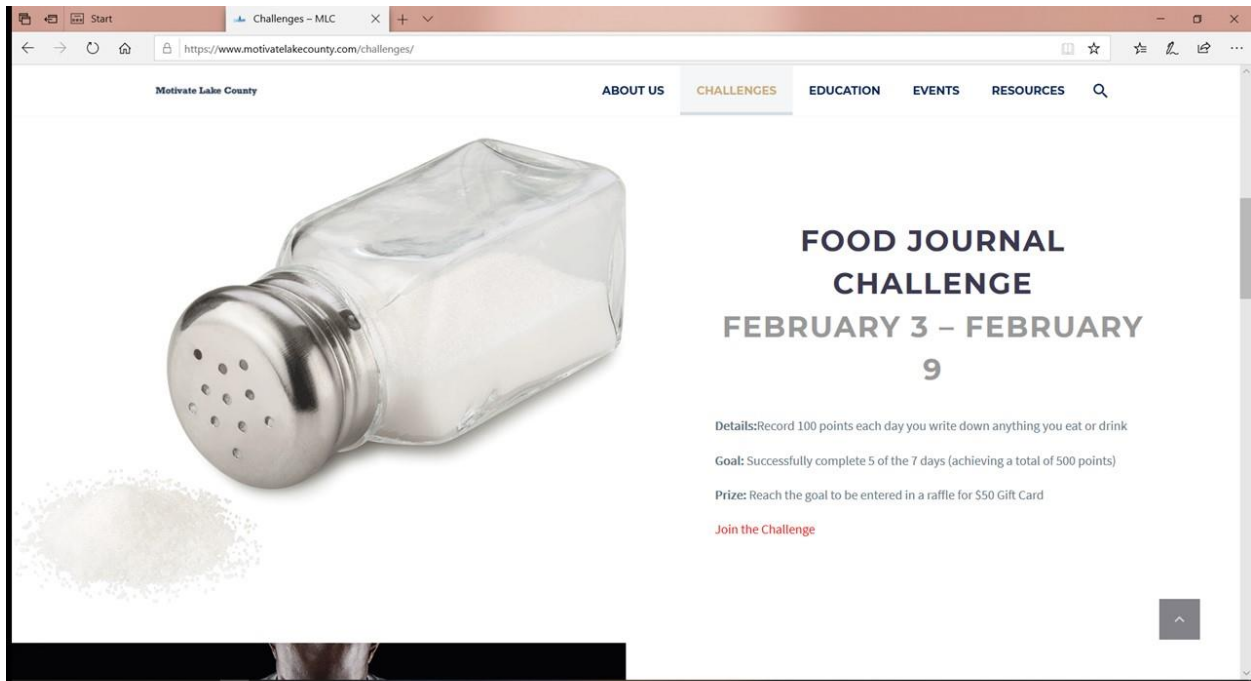 Start
Challenges – MLC
https://www.motivatelakecounty.com/challenges/
Motivate Lake County
ABOUT US
CHALLENGES
EDUCATION
EVENTS
RESOURCES
FOOD JOURNAL
CHALLENGE
FEBRUARY 3 – FEBRUARY
9
Details:Record 100 points each day you write down anything you eat or drink
Goal: Successfully complete 5 of the 7 days (achieving a total of 500 points)
Prize: Reach the goal to be entered in a raffle for $50 Gift Card
Join the Challenge